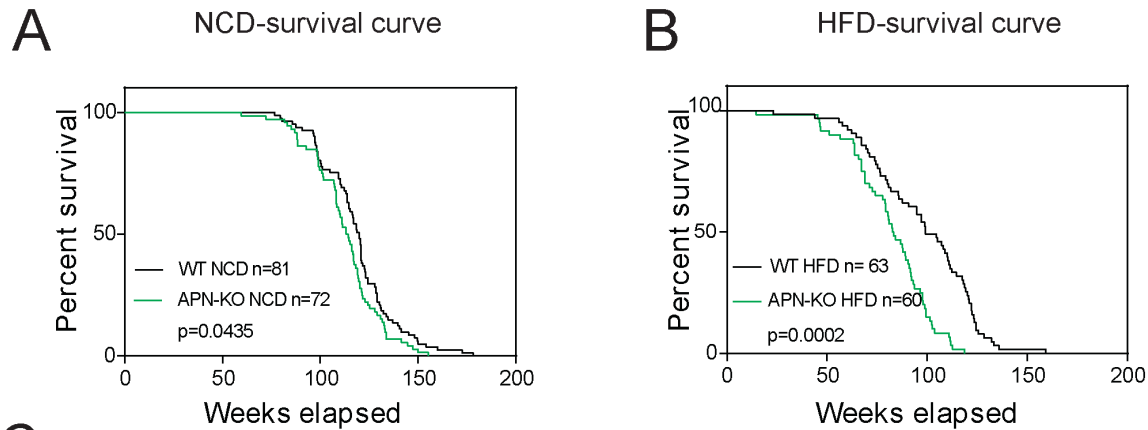 A
NCD-survival curve
Percent survival
100
50
0
WT NCD n=81
APN-KO NCD n=72
p=0.0435
0 50 100 150 200
Weeks elapsed
B
HFD-survival curve
Percent survival
100
50
0
WT HFD n= 63
APN-KO HFD n=60
p=0.0002
0 50 100 150 200
Weeks elapsed